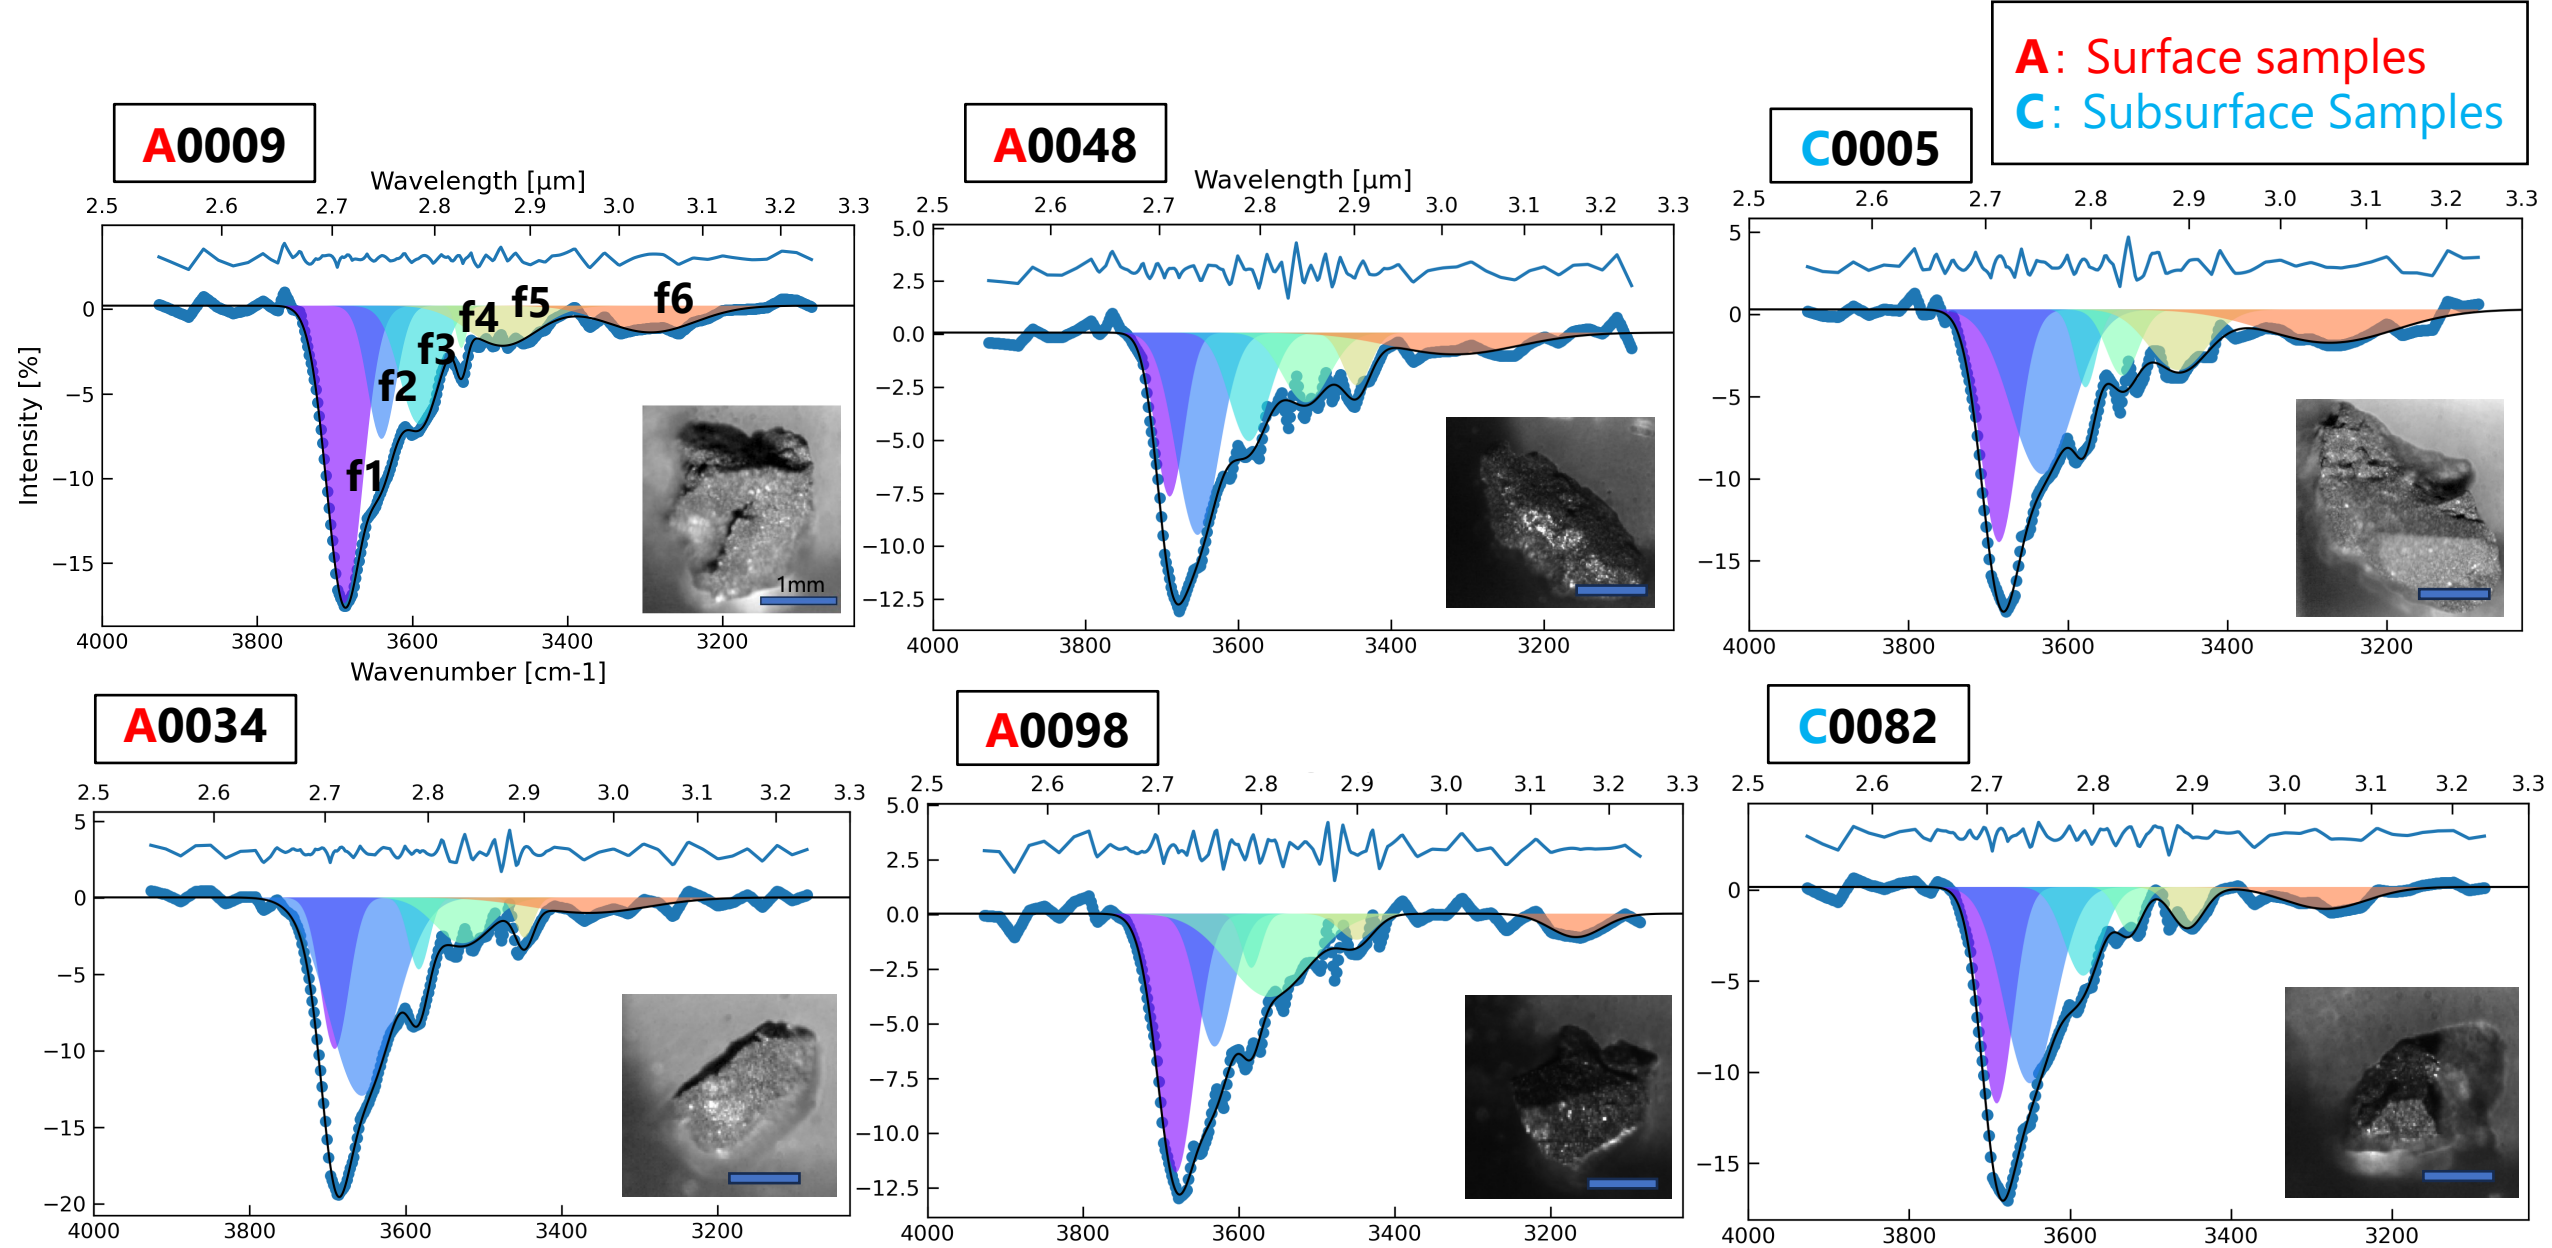 A: Surface samples
C: Subsurface Samples
A0009
Wavelength [μm]
2.5 2.6 2.7 2.8 2.9 3.0 3.1 3.2 3.3
0
−5
−10
−15
Intensity [%]
f1
f2
f3
f4
f5
f6
1mm
4000 3800 3600 3400 3200
Wavenumber [cm-1]
A0048
Wavelength [μm]
2.5 2.6 2.7 2.8 2.9 3.0 3.1 3.2 3.3
5.0
2.5
0.0
−2.5
−5.0
−7.5
−10.0
−12.5
4000 3800 3600 3400 3200
C0005
2.5 2.6 2.7 2.8 2.9 3.0 3.1 3.2 3.3
5
0
−5
−10
−15
4000 3800 3600 3400 3200
A0034
2.5 2.6 2.7 2.8 2.9 3.0 3.1 3.2 3.3
5
0
−5
−10
−15
−20
4000 3800 3600 3400 3200
A0098
2.5 2.6 2.7 2.8 2.9 3.0 3.1 3.2 3.3
5.0
2.5
0.0
−2.5
−5.0
−7.5
−10.0
−12.5
4000 3800 3600 3400 3200
C0082
2.5 2.6 2.7 2.8 2.9 3.0 3.1 3.2 3.3
0
−5
−10
−15
4000 3800 3600 3400 3200